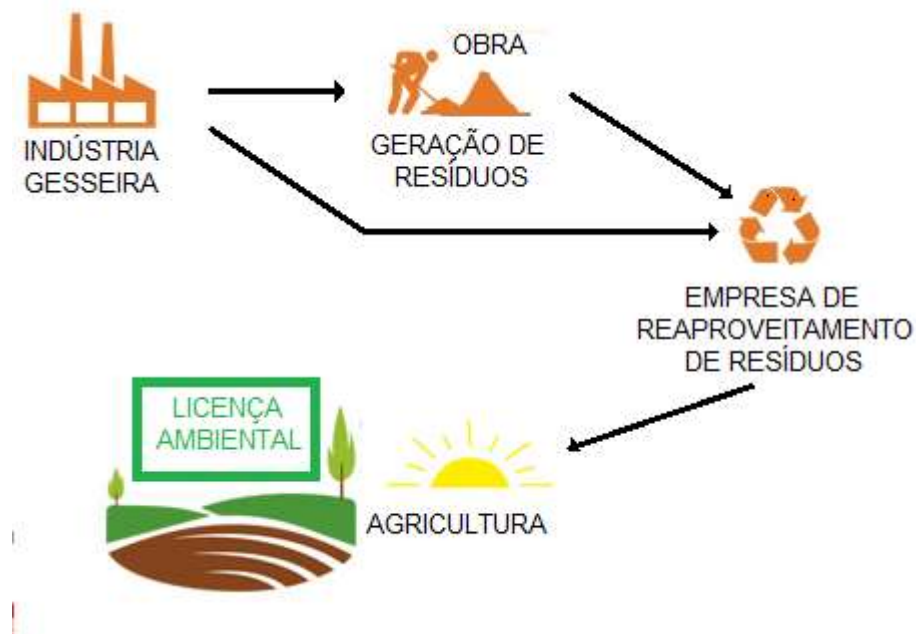 OBRA
INDÚSTRIA
GESSEIRA
GERAÇÃO DE
RESÍDUOS
EMPRESA DE
REAPROVEITAMENTO
DE RESÍDUOS
LICENÇA
AMBIENTAL
AGRICULTURA